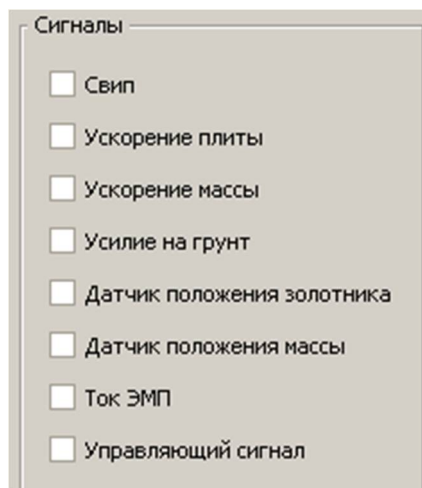 Сигналы
Свип
Ускорение плиты
Ускорение массы
Усилие на грунт
Датчик положения золотника
Датчик положения массы
Ток ЭМП
Управляющий сигнал